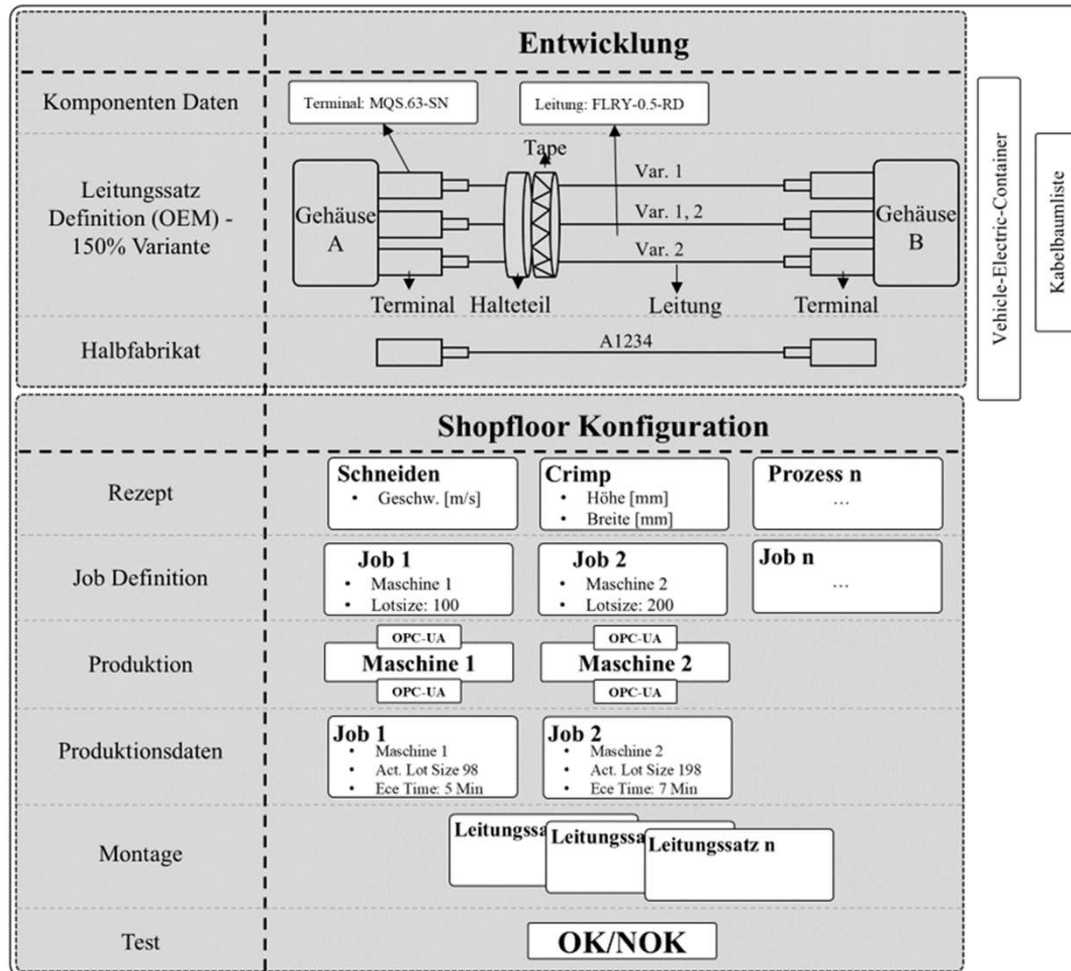 Entwicklung
Komponenten Daten
Terminal: MQS.63-SN
Leitung: FLRY-0.5-RD
Tape
Leitungssatz
Definition (OEM) -
150% Variante
Gehäuse
A
Var. 1
Var. 1, 2
Var. 2
Gehäuse
B
Terminal
Halteteil
Leitung
Terminal
Halbfabrikat
A1234
Vehicle-Electric-Container
Kabelbaumliste
Shopfloor Konfiguration
Rezept
Schneiden
• Geschw. [m/s]
Crimp
• Höhe [mm]
• Breite [mm]
Prozess n
...
Job Definition
Job 1
• Maschine 1
• Lotsize: 100
Job 2
• Maschine 2
• Lotsize: 200
Job n
...
Produktion
OPC-UA
Maschine 1
OPC-UA
OPC-UA
Maschine 2
OPC-UA
Produktionsdaten
Job 1
• Maschine 1
• Act. Lot Size 98
• Ece Time: 5 Min
Job 2
• Maschine 2
• Act. Lot Size 198
• Ece Time: 7 Min
Montage
Leitungssa
Leitungssa
Leitungssatz n
Test
OK/NOK